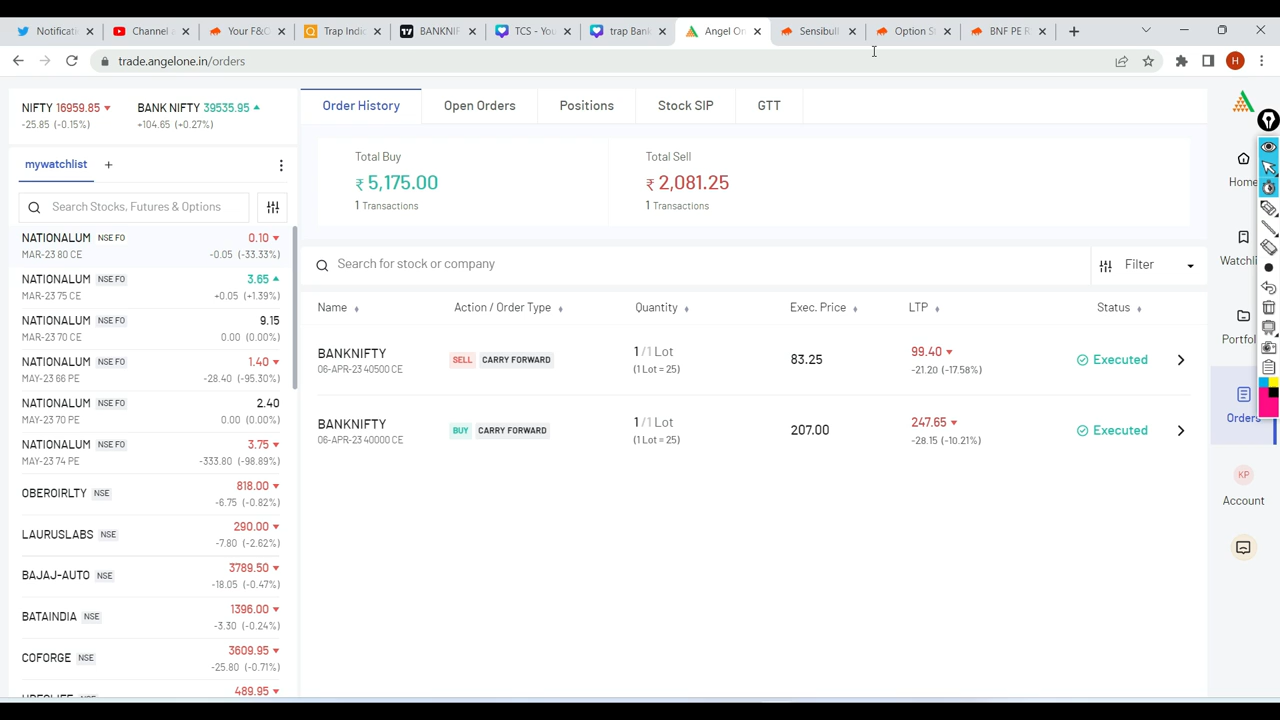 Notificati
Channel A
Your F&O
Trap Indic
BANKNIF
TCS - You
trap Bank
Angel On
Sensibull
Option St
BNF PE R
trade.angelone.in/orders
H
NIFTY 16959.85
-25.85 (-0.15%)
BANK NIFTY 39535.95
+104.65 (+0.27%)
mywatchlist +
Search Stocks, Futures & Options
NATIONALUM NSE FO 0.10
MAR-23 80 CE -0.05 (-33.33%)
NATIONALUM NSE FO 3.65
MAR-23 75 CE +0.05 (+1.39%)
NATIONALUM NSE FO 9.15
MAR-23 70 CE 0.00 (0.00%)
NATIONALUM NSE FO 1.40
MAY-23 66 PE -28.40 (-95.30%)
NATIONALUM NSE FO 2.40
MAY-23 70 PE 0.00 (0.00%)
NATIONALUM NSE FO 3.75
MAY-23 74 PE -333.80 (-98.89%)
OBEROIRLTY NSE 818.00
-6.75 (-0.82%)
LAURUSLABS NSE 290.00
-7.80 (-2.62%)
BAJAJ-AUTO NSE 3789.50
-18.05 (-0.47%)
BATAINDIA NSE 1396.00
-3.30 (-0.24%)
COFORGE NSE 3609.95
-25.80 (-0.71%)
489.95
Order History
Open Orders
Positions
Stock SIP
GTT
Total Buy
₹ 5,175.00
1 Transactions
Total Sell
₹ 2,081.25
1 Transactions
Search for stock or company
Filter
Name Action / Order Type Quantity Exec. Price LTP Status
BANKNIFTY SELL CARRY FORWARD 1 /1 Lot 83.25 99.40 Executed
06-APR-23 40500 CE (1 Lot = 25) -21.20 (-17.58%)
BANKNIFTY BUY CARRY FORWARD 1 /1 Lot 207.00 247.65 Executed
06-APR-23 40000 CE (1 Lot = 25) -28.15 (-10.21%)
Home
Watchli
Portfol
Orders
KP
Account